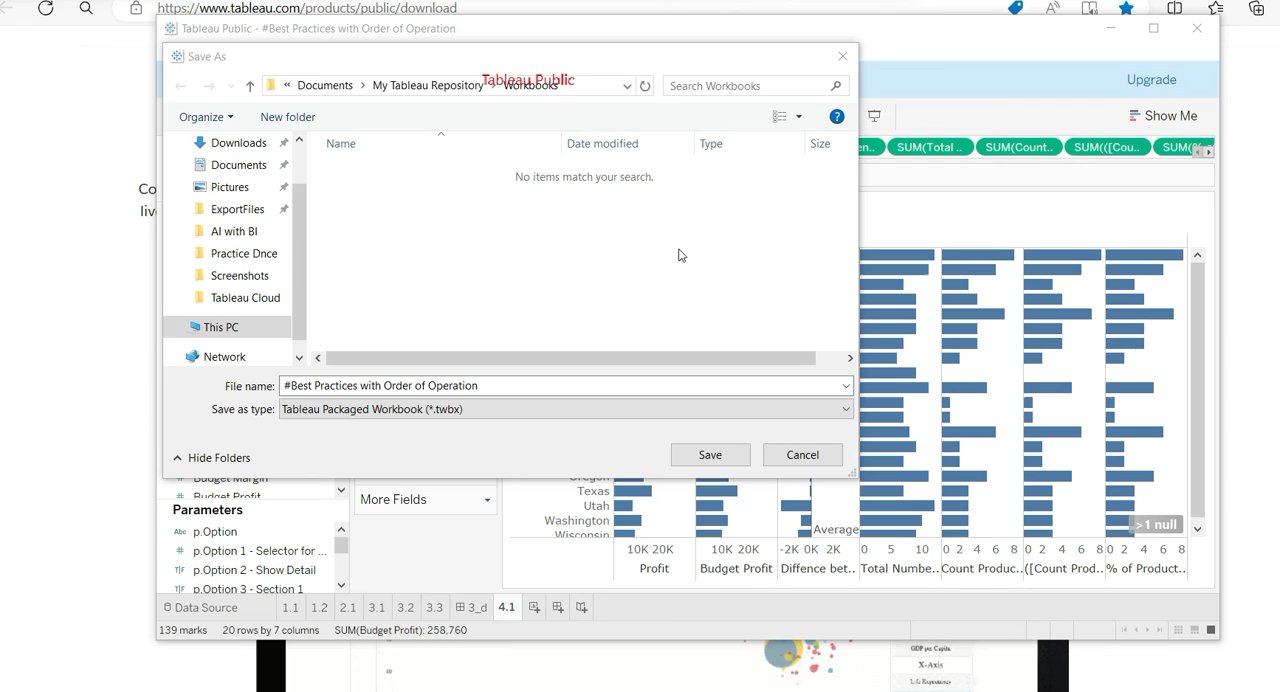 https://www.tableau.com/products/public/download
Tableau Public - #Best Practices with Order of Operation
Save As
Upgrade
« Documents > My Tableau Repository > Workbooks
Tableau Public
Search Workbooks
Organize
New folder
Show Me
SUM(Total ..
SUM(Count..
SUM(([Cou..
Name
Date modified
Type
Size
No items match your search.
Downloads
Documents
Pictures
ExportFiles
AI with BI
Practice Dnce
Screenshots
Tableau Cloud
This PC
Network
File name: #Best Practices with Order of Operation
Save as type: Tableau Packaged Workbook (*.twbx)
Hide Folders
Save
Cancel
Budget Margin
Budget Profit
More Fields
Parameters
Abc p.Option
# p.Option 1 - Selector for ...
T|F p.Option 2 - Show Detail
T|F p.Option 3 - Section 1
Oregon
Texas
Utah
Washington
Wisconsin
Average
>1 null
10K 20K
10K 20K
-2K 0K 2K
0 5 10
0 2 4 6 8
0 2 4 6 8
0 2 4 6 8
Profit
Budget Profit
Diffence bet..
Total Numbe..
Count Produc..
([Count Prod..
% of Product..
Data Source
1.1
1.2
2.1
3.1
3.2
3.3
3_d
4.1
139 marks
20 rows by 7 columns
SUM(Budget Profit): 258.760
GDP per Capita
X-Axis
Life Expectancy